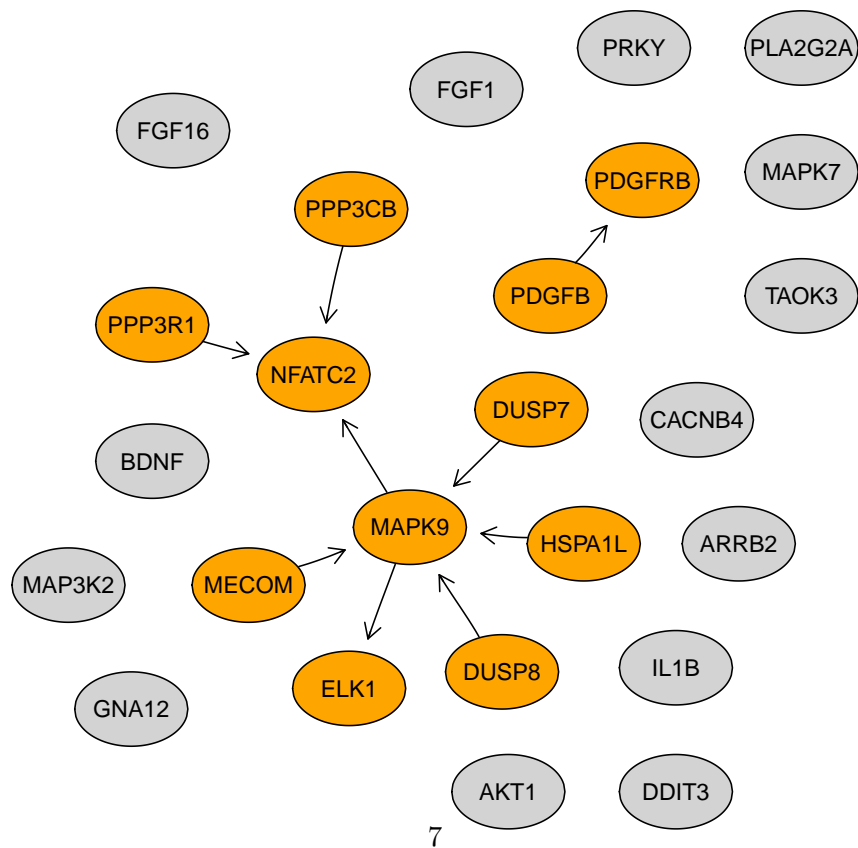 PRKY
PLA2G2A
FGF1
FGF16
MAPK7
PDGFRB
PPP3CB
PDGFB
TAOK3
PPP3R1
NFATC2
DUSP7
CACNB4
BDNF
MAPK9
HSPA1L
ARRB2
MAP3K2
MECOM
IL1B
DUSP8
ELK1
GNA12
AKT1
DDIT3
7